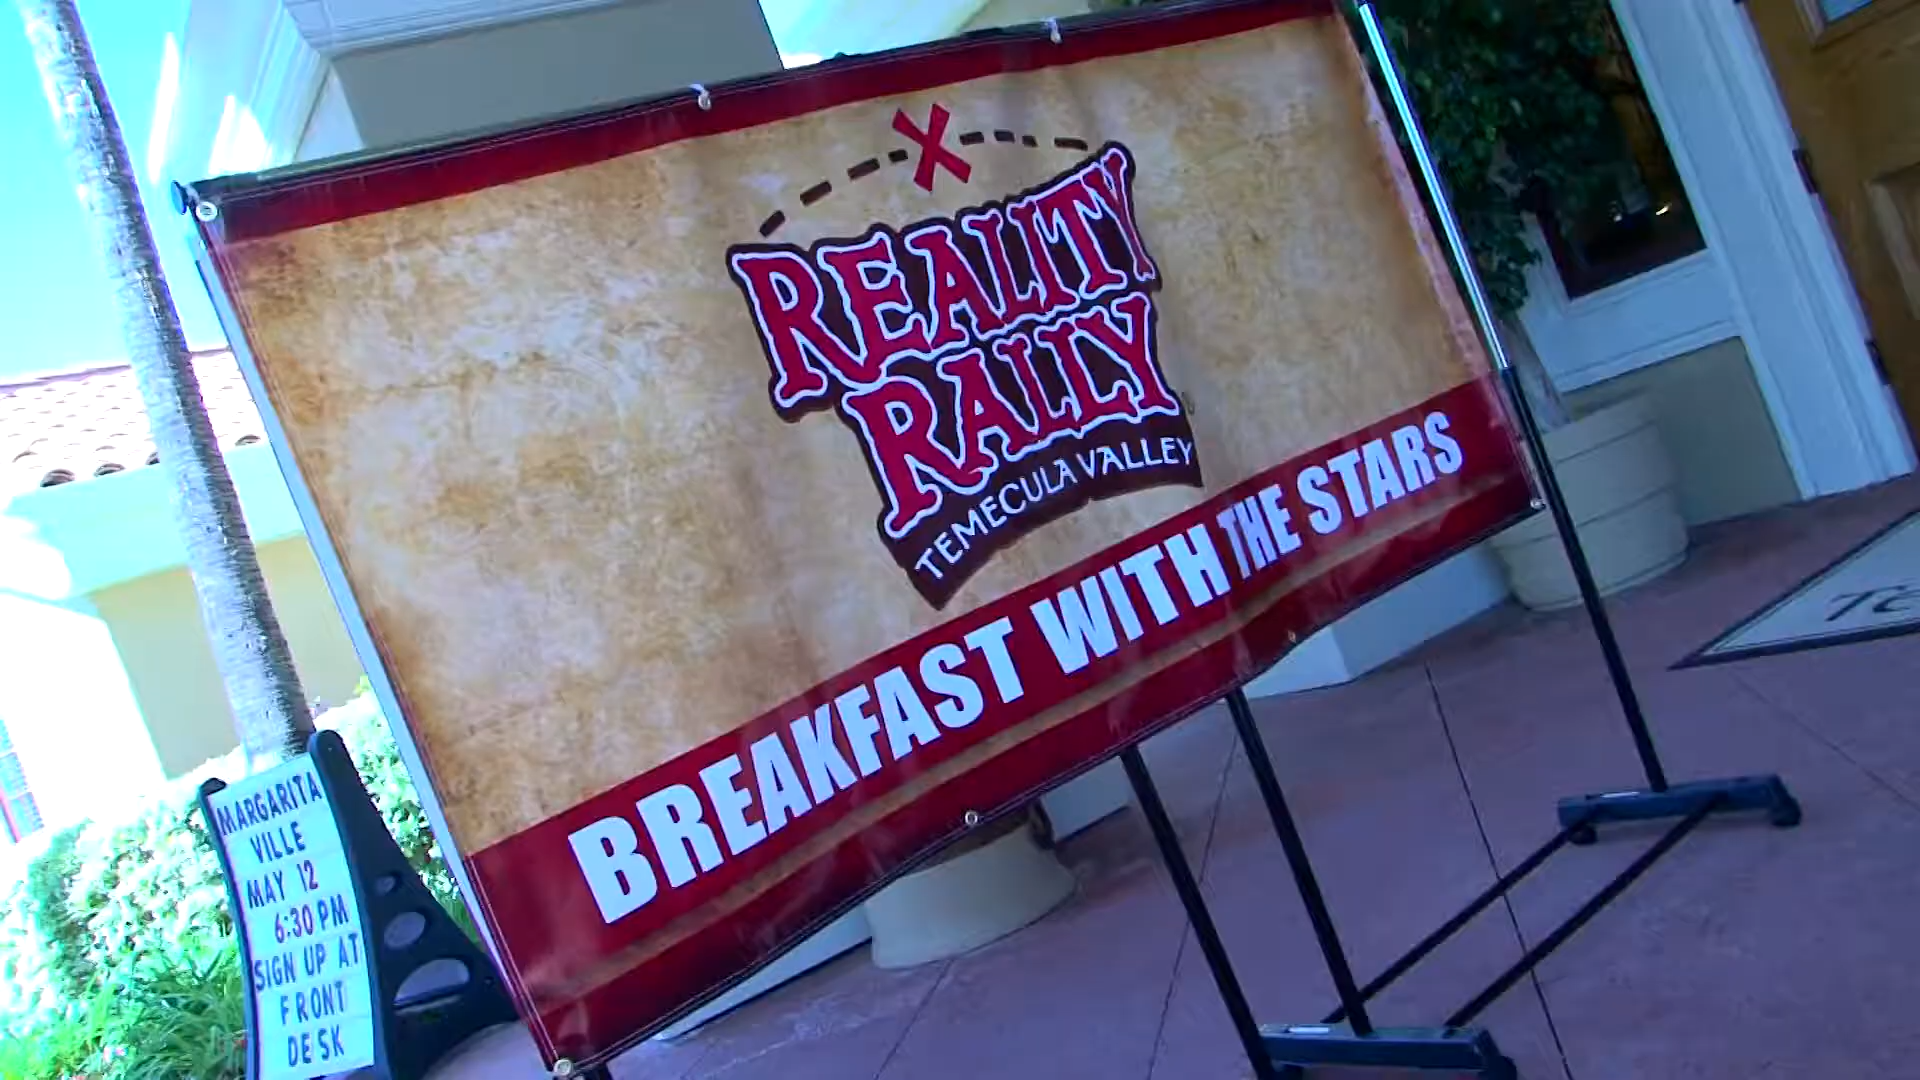 REALITY
RALLY
TEMECULA VALLEY
BREAKFAST WITH THE STARS
MARGARITA
VILLE
MAY 12
6:30 PM
SIGN UP AT
FRONT
DESK